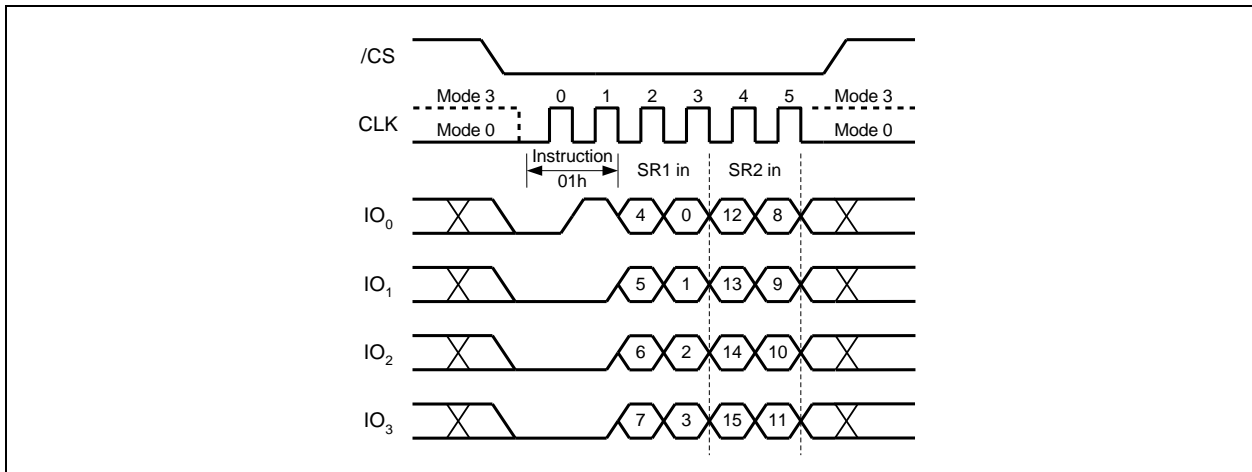 /CS
Mode 3 0 1 2 3 4 5 Mode 3
CLK Mode 0 Mode 0
Instruction
01h SR1 in SR2 in
IO0 4 0 12 8
IO1 5 1 13 9
IO2 6 2 14 10
IO3 7 3 15 11